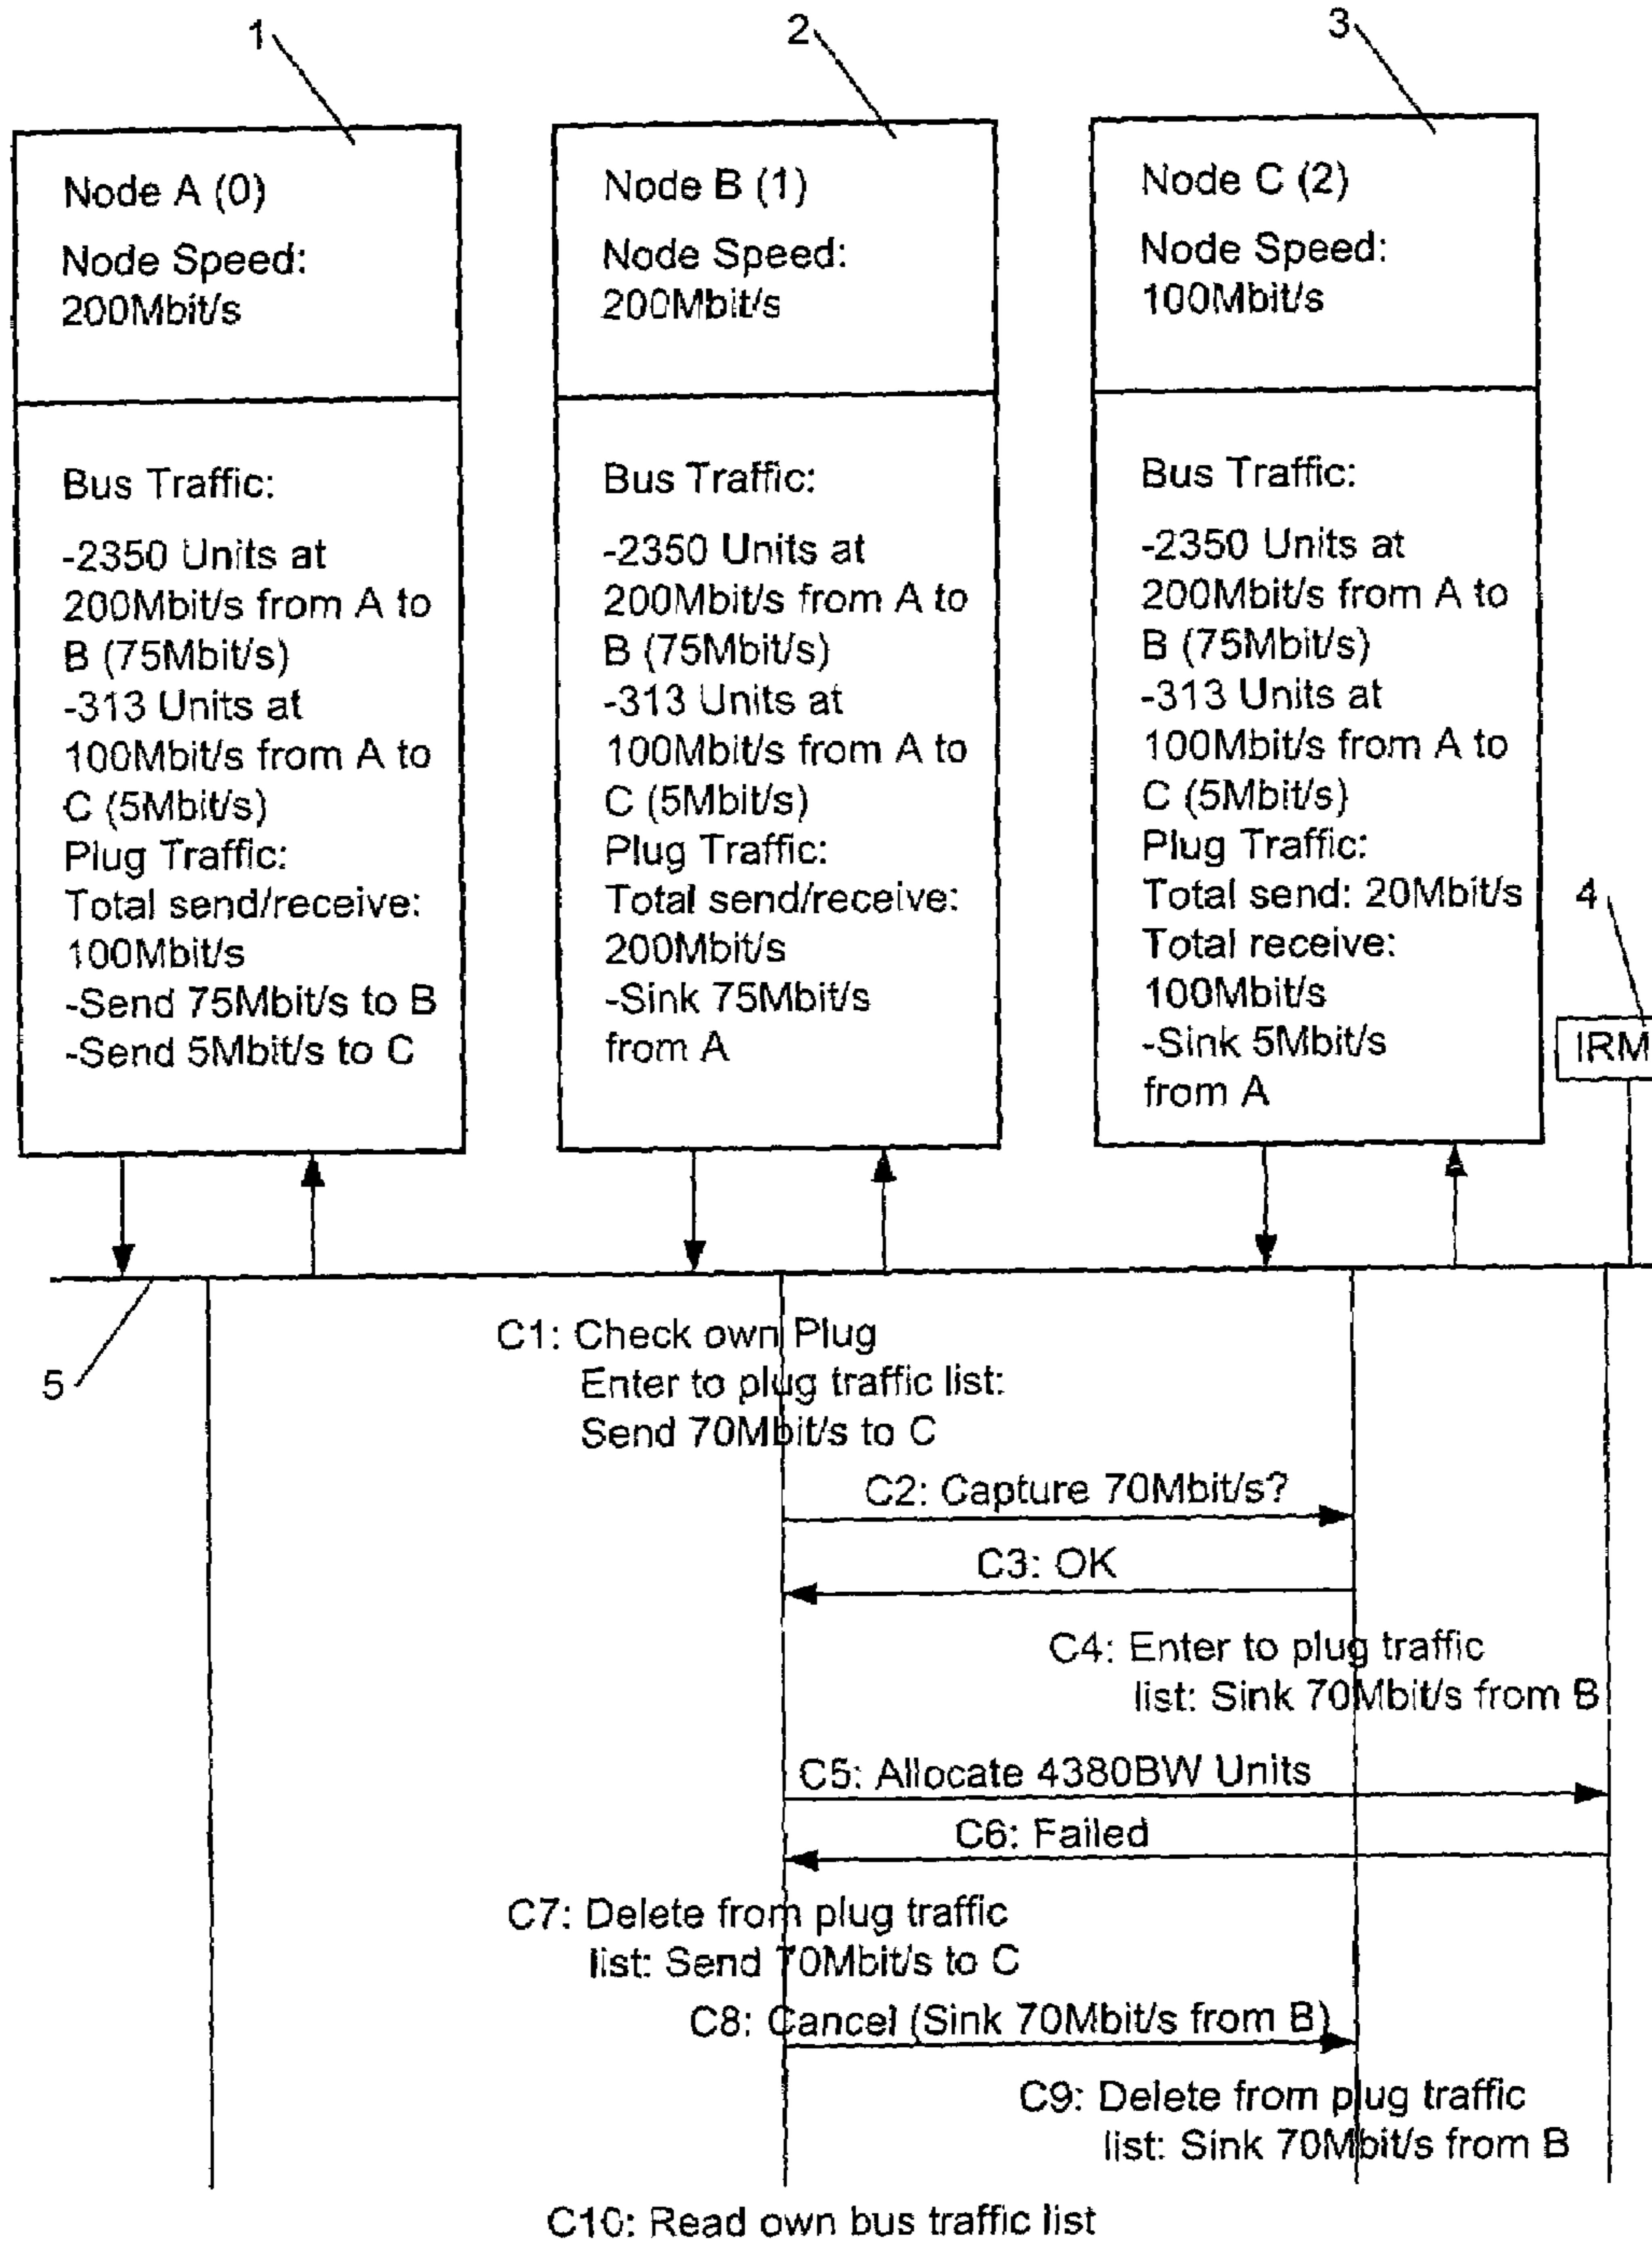 1
2
3
Node A (0)
Node Speed:
200Mbit/s
Bus Traffic:
-2350 Units at
200Mbit/s from A to
B (75Mbit/s)
-313 Units at
100Mbit/s from A to
C (5Mbit/s)
Plug Traffic:
Total send/receive:
100Mbit/s
-Send 75Mbit/s to B
-Send 5Mbit/s to C
Node B (1)
Node Speed:
200Mbit/s
Bus Traffic:
-2350 Units at
200Mbit/s from A to
B (75Mbit/s)
-313 Units at
100Mbit/s from A to
C (5Mbit/s)
Plug Traffic:
Total send/receive:
200Mbit/s
-Sink 75Mbit/s
from A
Node C (2)
Node Speed:
100Mbit/s
Bus Traffic:
-2350 Units at
200Mbit/s from A to
B (75Mbit/s)
-313 Units at
100Mbit/s from A to
C (5Mbit/s)
Plug Traffic:
Total send: 20Mbit/s
Total receive:
100Mbit/s
-Sink 5Mbit/s
from A
4
IRM
5
C1: Check own Plug
Enter to plug traffic list:
Send 70Mbit/s to C
C2: Capture 70Mbit/s?
C3: OK
C4: Enter to plug traffic
list: Sink 70Mbit/s from B
C5: Allocate 4380BW Units
C6: Failed
C7: Delete from plug traffic
list: Send 70Mbit/s to C
C8: Cancel (Sink 70Mbit/s from B)
C9: Delete from plug traffic
list: Sink 70Mbit/s from B
C10: Read own bus traffic list